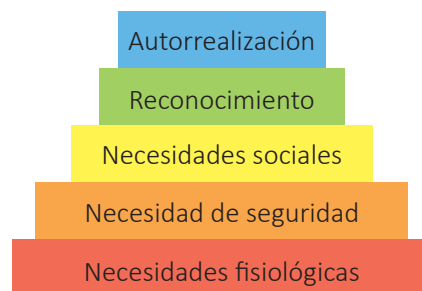 Autorrealización
Reconocimiento
Necesidades sociales
Necesidad de seguridad
Necesidades fisiológicas